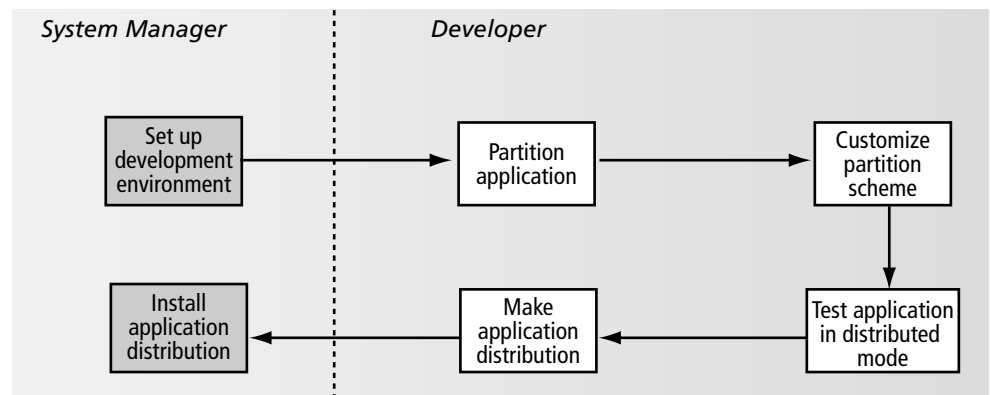 System Manager
Developer
Set up
development
environment
Partition
application
Customize
partition
scheme
Install
application
distribution
Make
application
distribution
Test application
in distributed
mode